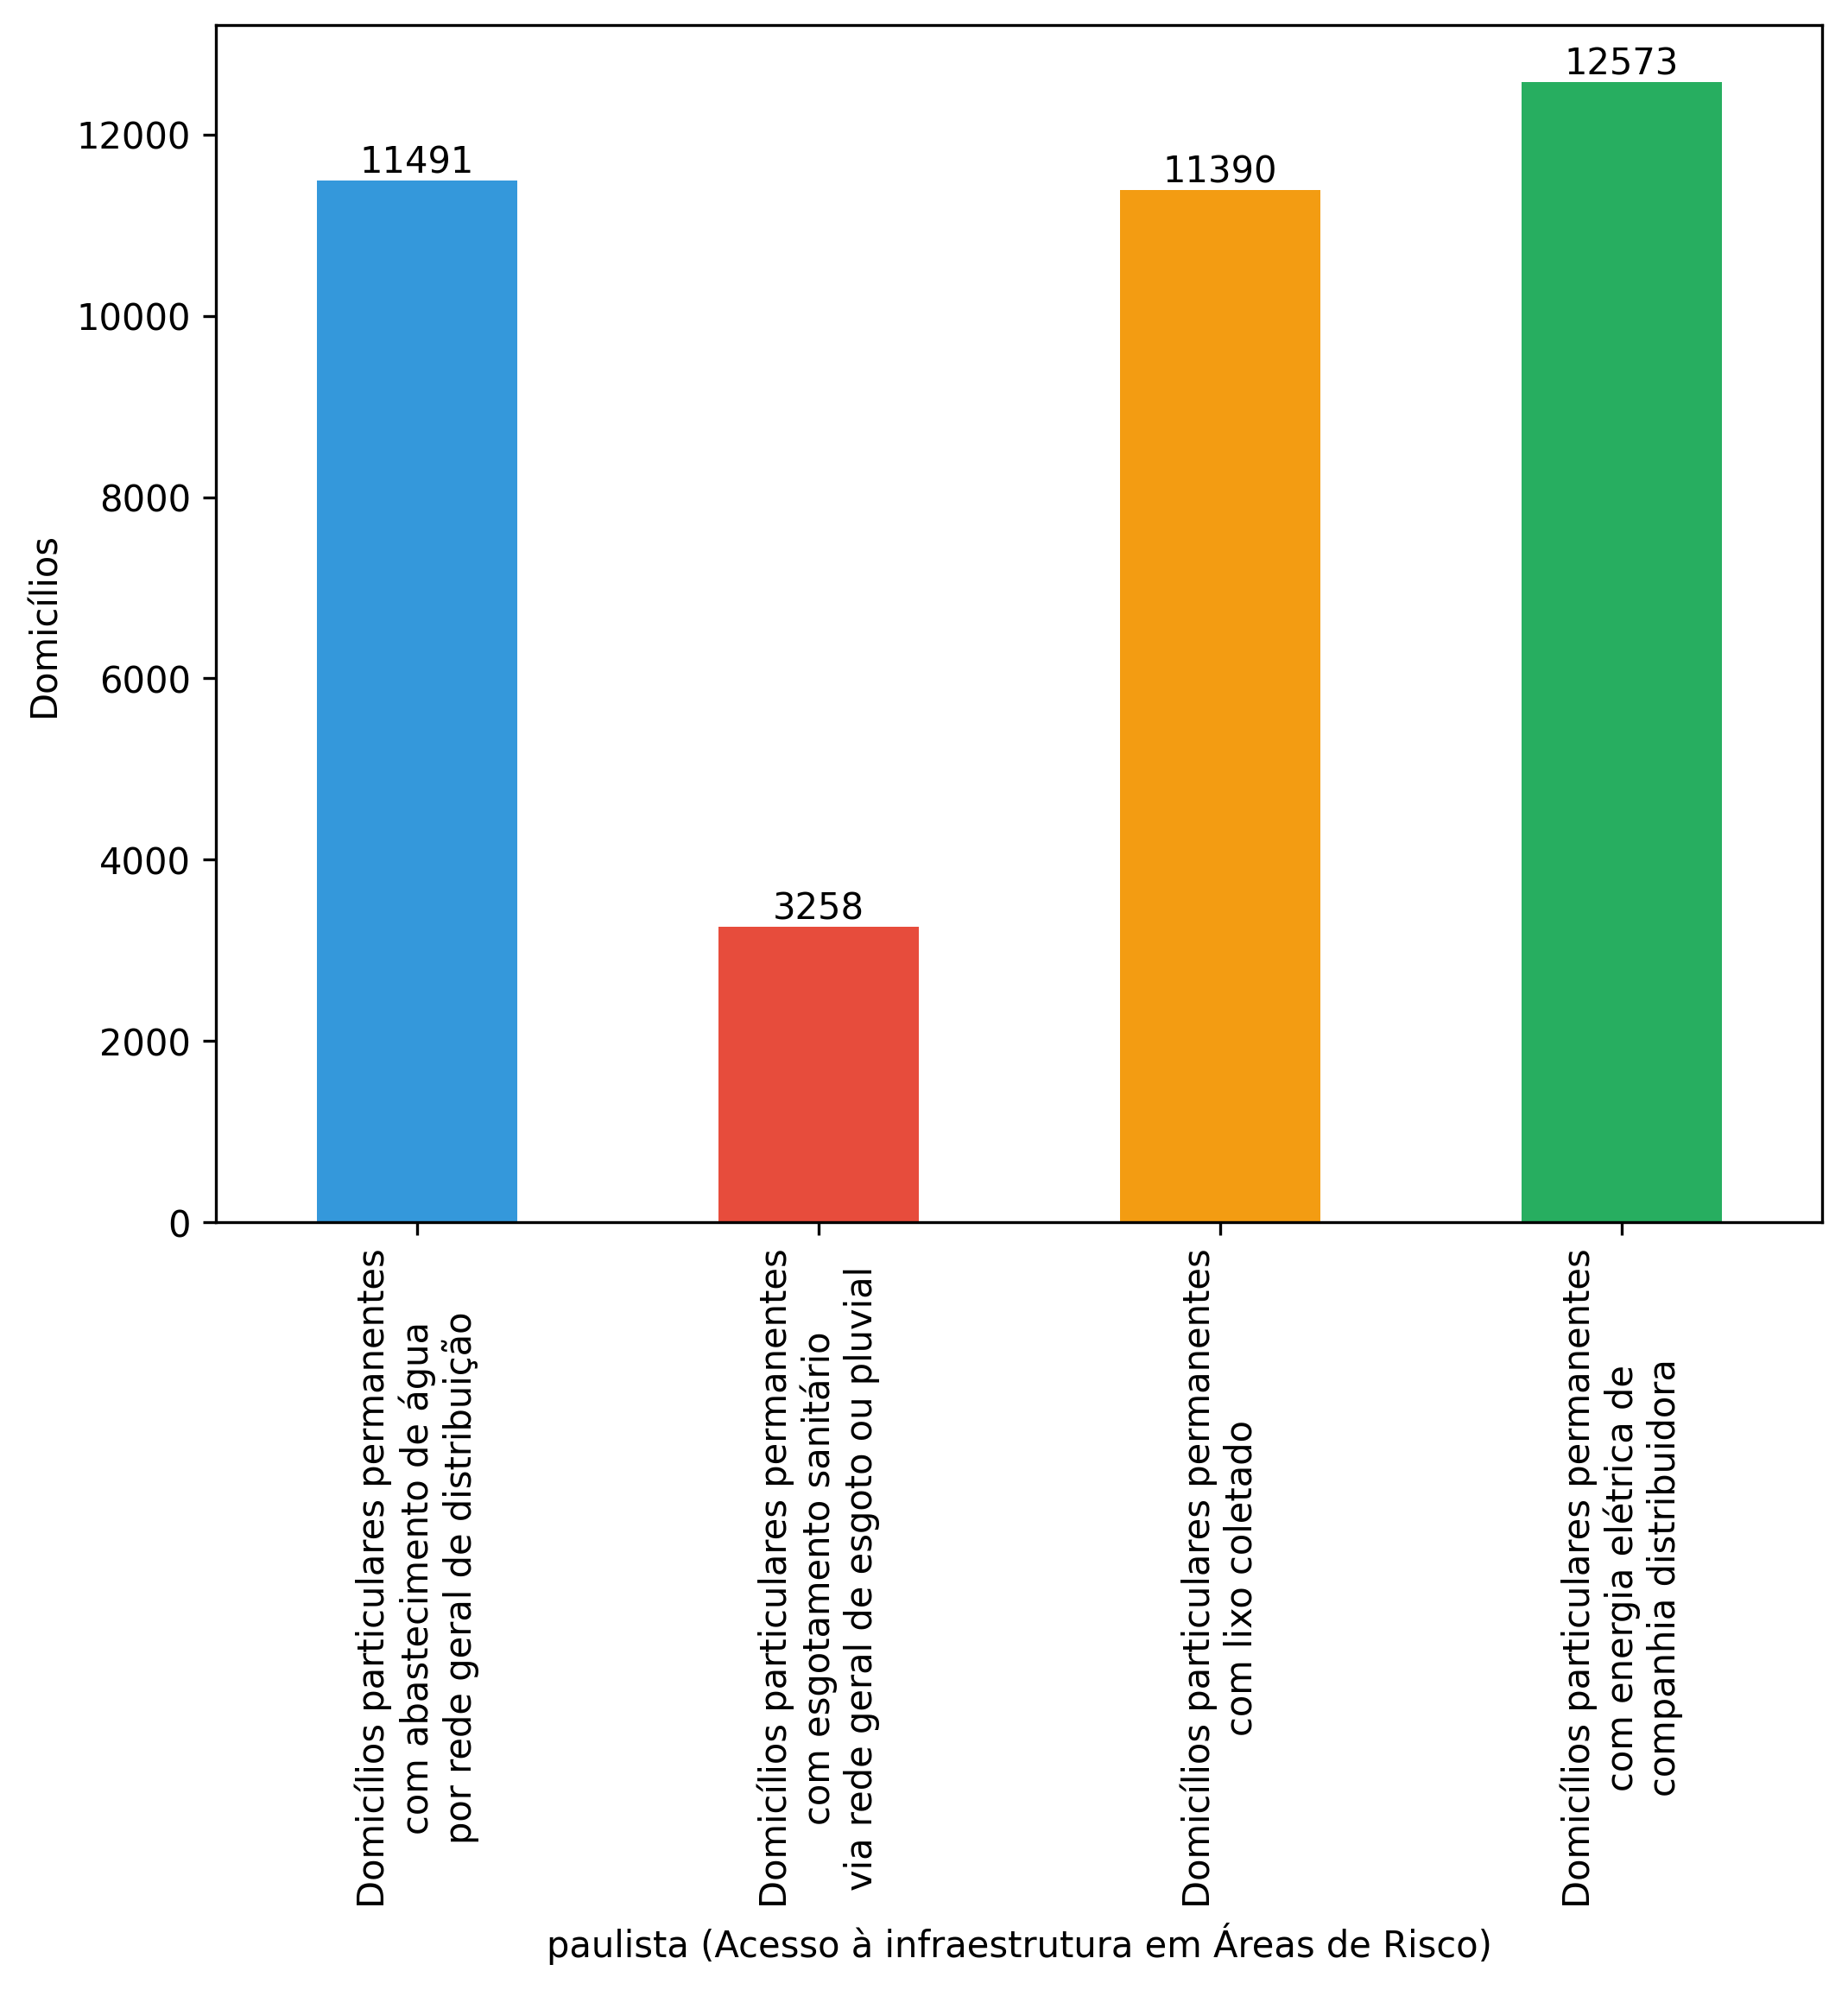 12573
11491
11390
3258
12000
10000
8000
6000
4000
2000
0
Domicílios
Domicílios particulares permanentes
com abastecimento de água
por rede geral de distribuição
Domicílios particulares permanentes
com esgotamento sanitário
via rede geral de esgoto ou pluvial
Domicílios particulares permanentes
com lixo coletado
Domicílios particulares permanentes
com energia elétrica de
companhia distribuidora
paulista (Acesso à infraestrutura em Áreas de Risco)